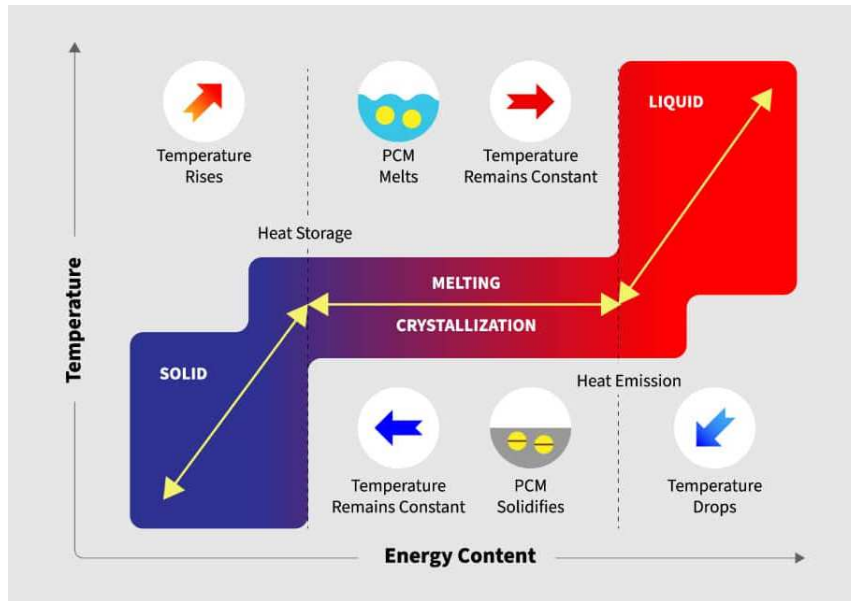 Temperature
Rises
PCM
Melts
Temperature
Remains Constant
LIQUID
Heat Storage
MELTING
CRYSTALLIZATION
SOLID
Heat Emission
Temperature
Remains Constant
PCM
Solidifies
Temperature
Drops
Temperature
Energy Content